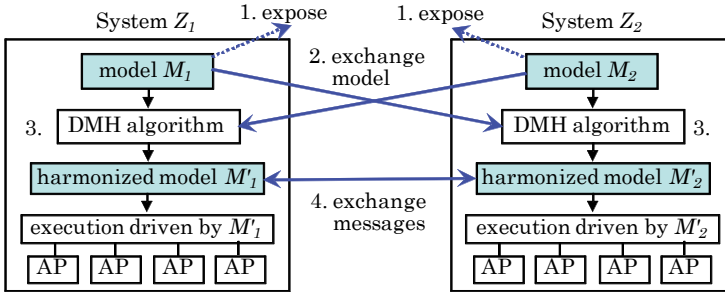 System Z1 1. expose 1. expose System Z2
model M1 2. exchange model model M2
3. DMH algorithm DMH algorithm 3.
harmonized model M'1 harmonized model M'2
4. exchange messages
execution driven by M'1 execution driven by M'2
AP AP AP AP AP AP AP AP